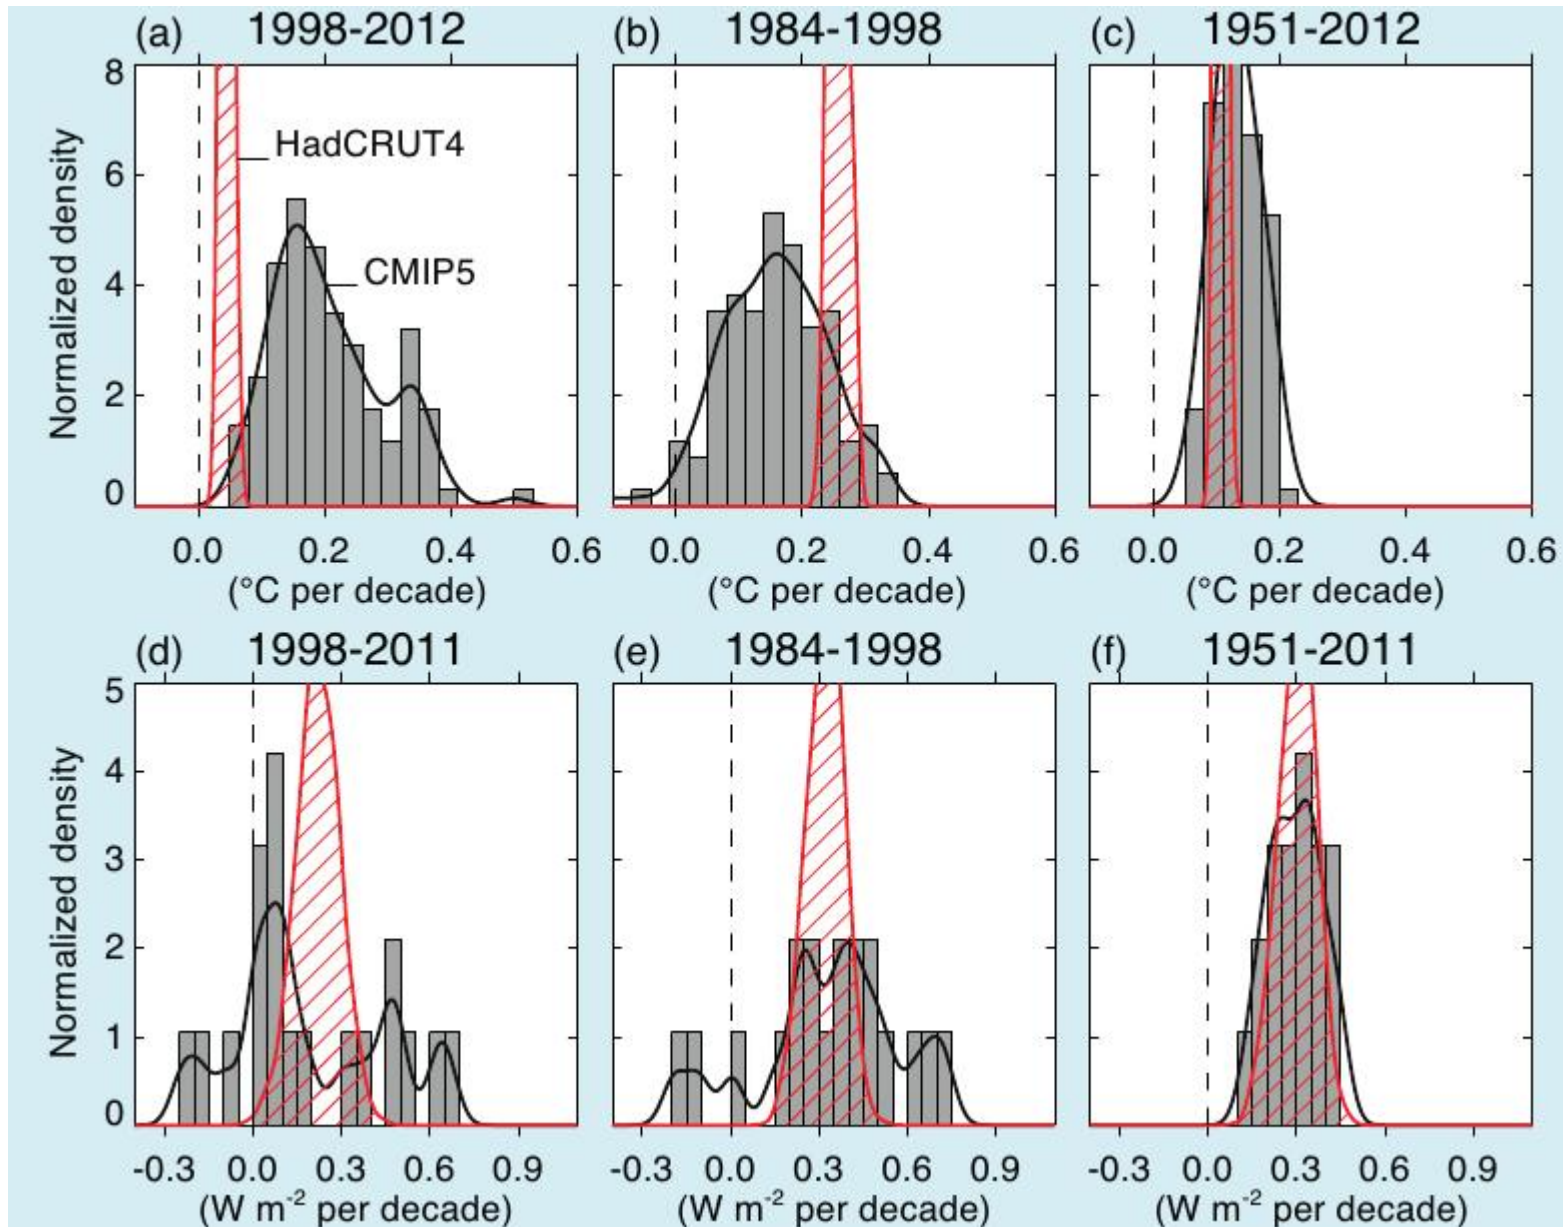 (a) 1998-2012 (b) 1984-1998 (c) 1951-2012
8
6
4
2
0
Normalized density
HadCRUT4
CMIP5
0.0 0.2 0.4 0.6 0.0 0.2 0.4 0.6 0.0 0.2 0.4 0.6
(°C per decade) (°C per decade) (°C per decade)
(d) 1998-2011 (e) 1984-1998 (f) 1951-2011
5
4
3
2
1
0
Normalized density
-0.3 0.0 0.3 0.6 0.9 -0.3 0.0 0.3 0.6 0.9 -0.3 0.0 0.3 0.6 0.9
(W m⁻² per decade) (W m⁻² per decade) (W m⁻² per decade)